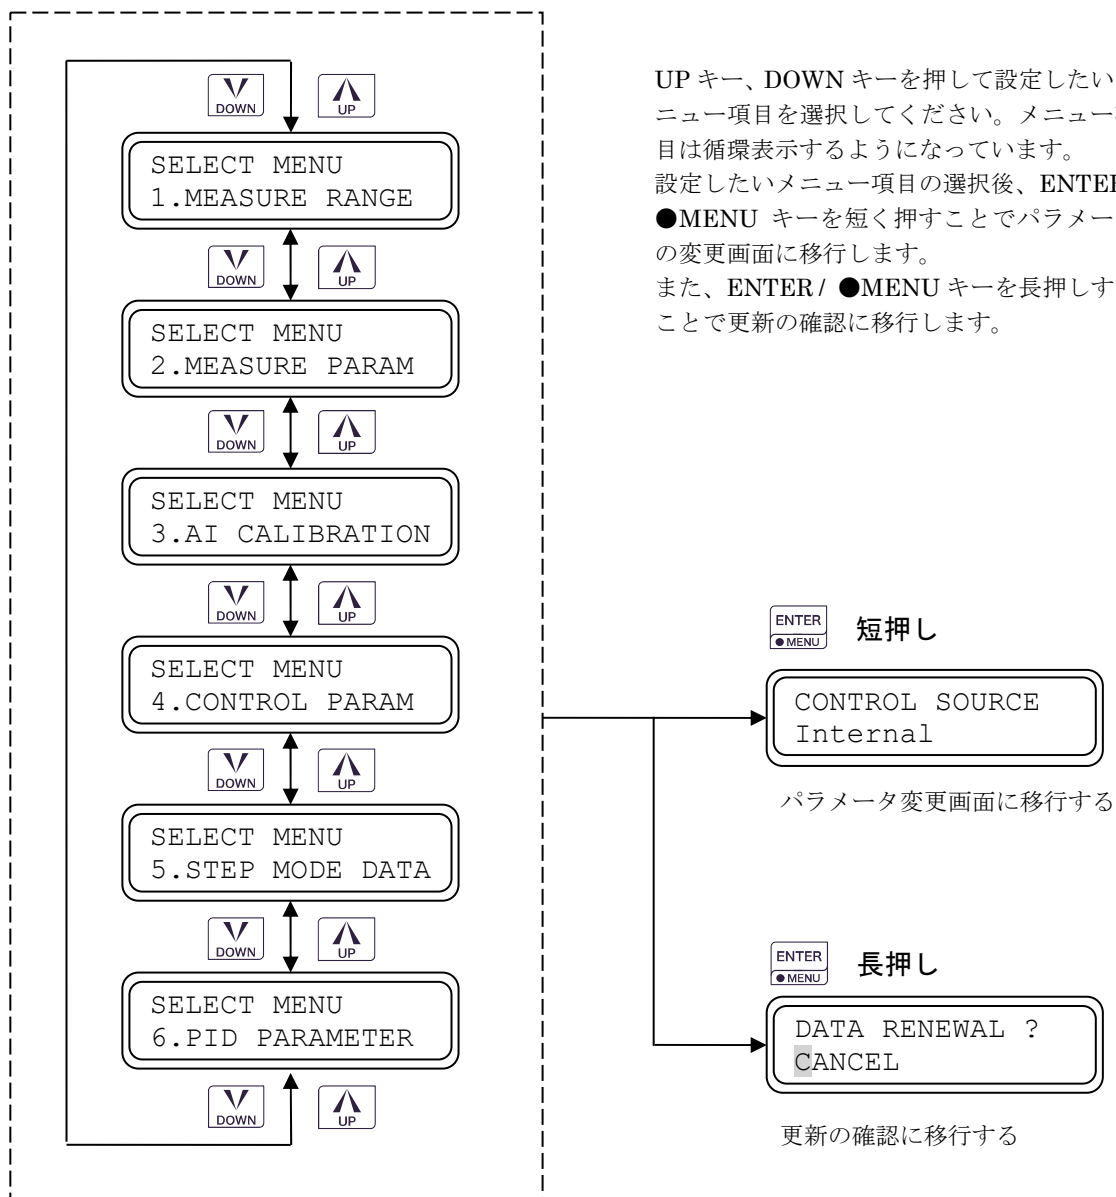 DOWN UP
SELECT MENU
1.MEASURE RANGE
DOWN UP
SELECT MENU
2.MEASURE PARAM
DOWN UP
SELECT MENU
3.AI CALIBRATION
DOWN UP
SELECT MENU
4.CONTROL PARAM
DOWN UP
SELECT MENU
5.STEP MODE DATA
DOWN UP
SELECT MENU
6.PID PARAMETER
DOWN UP
UP キー、DOWN キーを押して設定したい
ニュー項目を選択してください。メニュー
目は循環表示するようになっています。
設定したいメニュー項目の選択後、ENTER
●MENU キーを短く押すことでパラメー
の変更画面に移行します。
また、ENTER / ●MENU キーを長押しす
ことで更新の確認に移行します。
ENTER
●MENU
短押し
CONTROL SOURCE
Internal
パラメータ変更画面に移行する
ENTER
●MENU
長押し
DATA RENEWAL ?
CANCEL
更新の確認に移行する